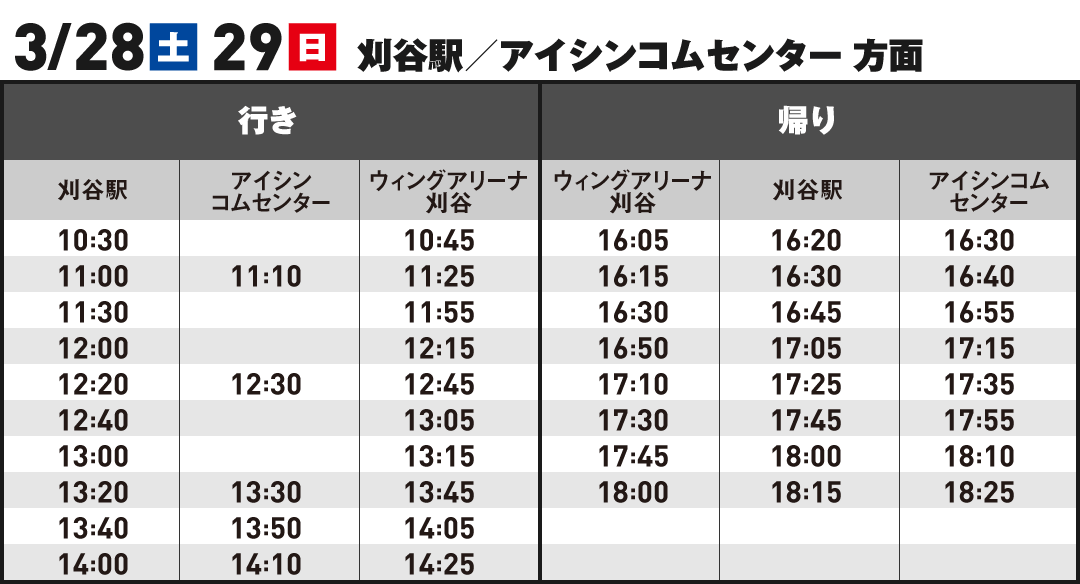 3/28土 29日 刈谷駅／アイシンコムセンター 方面
行き 帰り
刈谷駅 アイシン コムセンター ウィングアリーナ 刈谷 ウィングアリーナ 刈谷 刈谷駅 アイシンコム センター
10:30 10:45 16:05 16:20 16:30
11:00 11:10 11:25 16:15 16:30 16:40
11:30 11:55 16:30 16:45 16:55
12:00 12:15 16:50 17:05 17:15
12:20 12:30 12:45 17:10 17:25 17:35
12:40 13:05 17:30 17:45 17:55
13:00 13:15 17:45 18:00 18:10
13:20 13:30 13:45 18:00 18:15 18:25
13:40 13:50 14:05
14:00 14:10 14:25